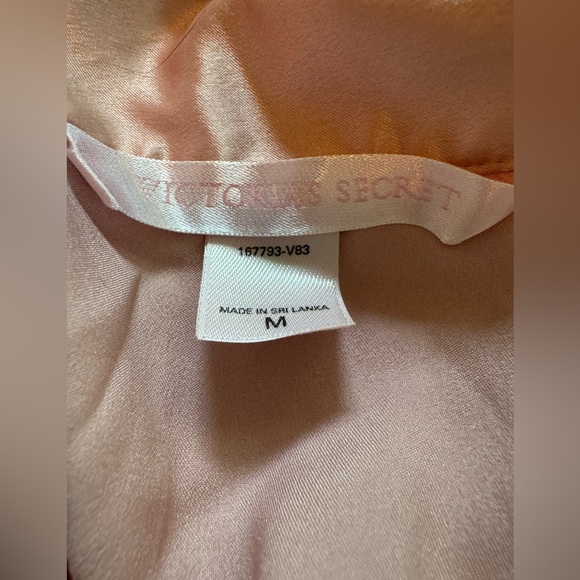 VICTORIA'S SECRET
167793-V83
MADE IN SRI LANKA
M